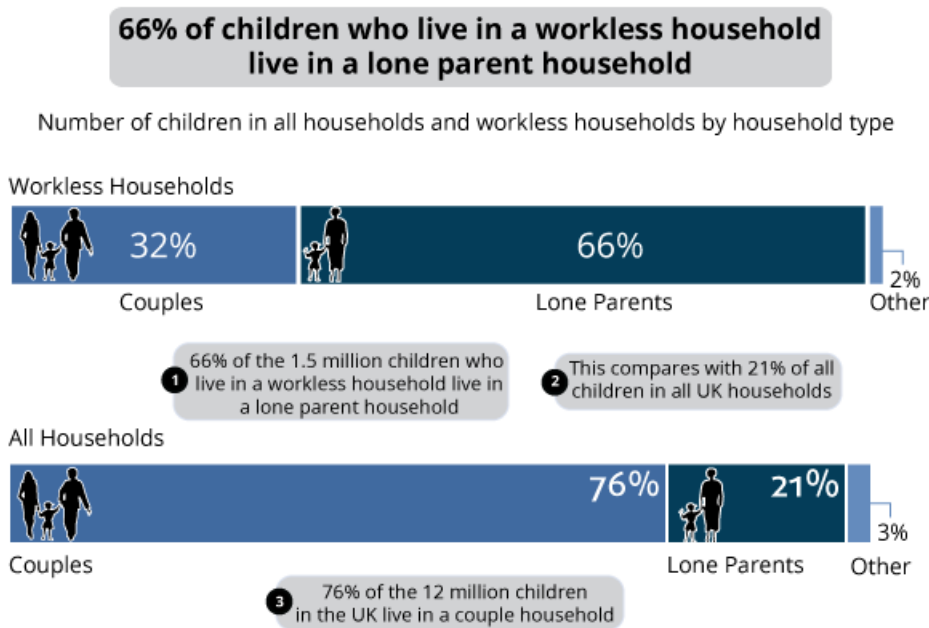 66% of children who live in a workless household
live in a lone parent household
Number of children in all households and workless households by household type
Workless Households
32%
66%
2%
Couples
Lone Parents
Other
1
66% of the 1.5 million children who
live in a workless household live in
a lone parent household
2
This compares with 21% of all
children in all UK households
All Households
76%
21%
3%
Couples
Lone Parents
Other
3
76% of the 12 million children
in the UK live in a couple household